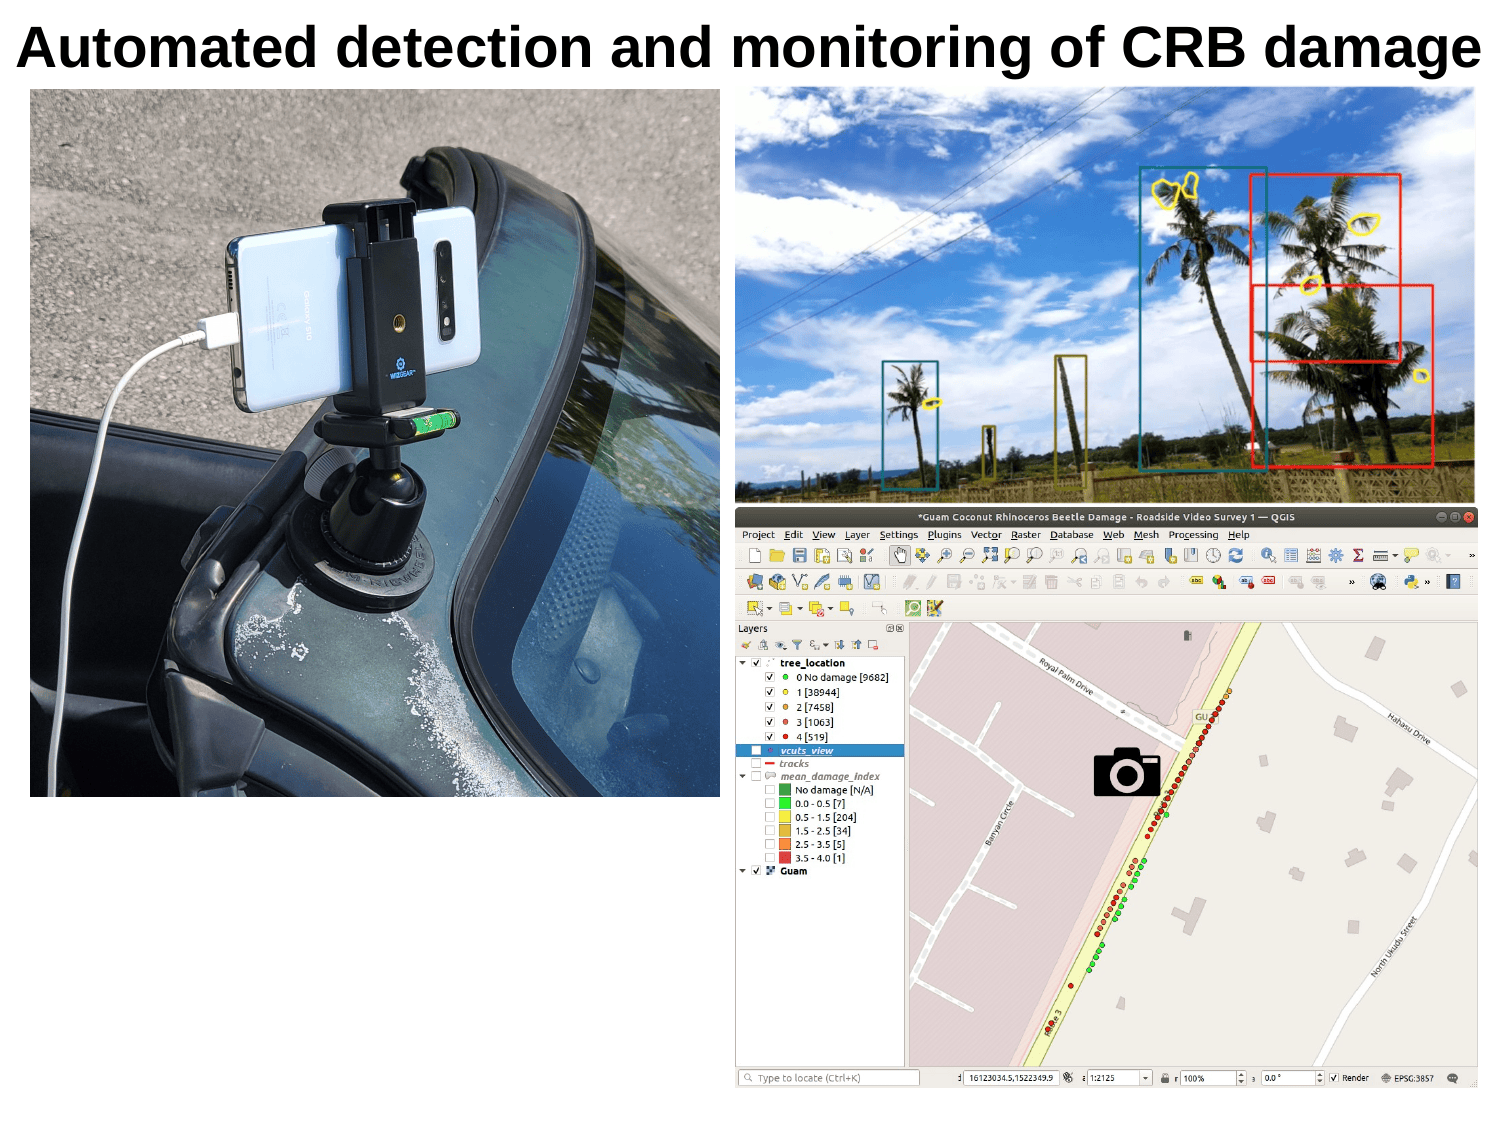 Automated detection and monitoring of CRB damage
GALAXY S10
WIZGEAR™
*Guam Coconut Rhinoceros Beetle Damage - Roadside Video Survey 1 — QGIS
Project Edit View Layer Settings Plugins Vector Raster Database Web Mesh Processing Help
abc
»
Layers
tree_location
0 No damage [9682]
1 [38944]
2 [7458]
3 [1063]
4 [519]
vcuts_view
tracks
mean_damage_index
No damage [N/A]
0.0 - 0.5 [7]
0.5 - 1.5 [204]
1.5 - 2.5 [34]
2.5 - 3.5 [5]
3.5 - 4.0 [1]
Guam
Royal Palm Drive
GU
Hahasu Drive
Banyan Circle
North Ukudu Street
Type to locate (Ctrl+K)
16123034.5,1522349.9
1:2125
100%
0.0 °
Render
EPSG:3857